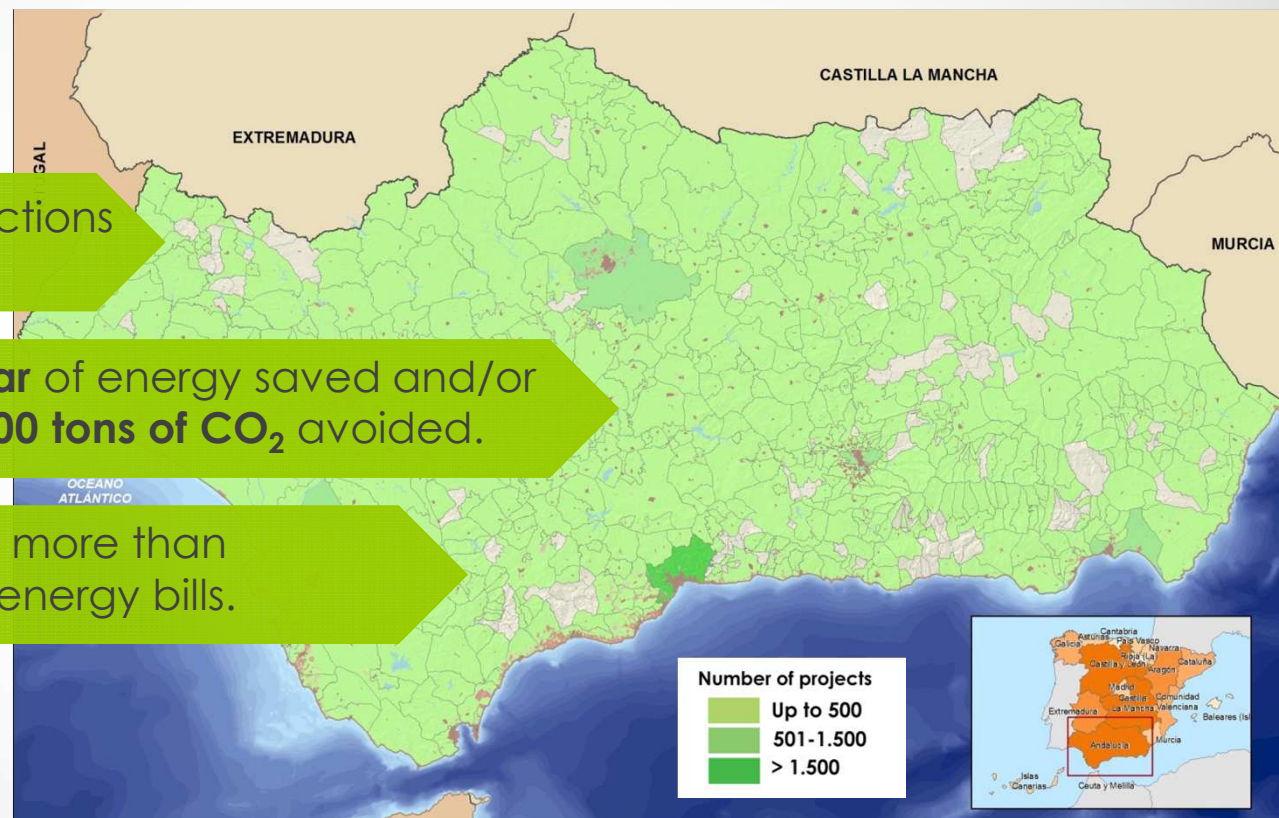 CASTILLA LA MANCHA
EXTREMADURA
MURCIA
ctions
ar of energy saved and/or
00 tons of CO₂ avoided.
OCEANO
ATLÁNTICO
more than
energy bills.
Number of projects
Up to 500
501-1.500
> 1.500
Galicia
Asturias
Cantabria
País Vasco
Navarra
Rioja (La)
Castilla y León
Aragón
Cataluña
Madrid
Castilla
La Mancha
Comunidad
Valenciana
Extremadura
Baleares (Isl
Andalucía
Murcia
Islas
Canarias
Ceuta y Melilla